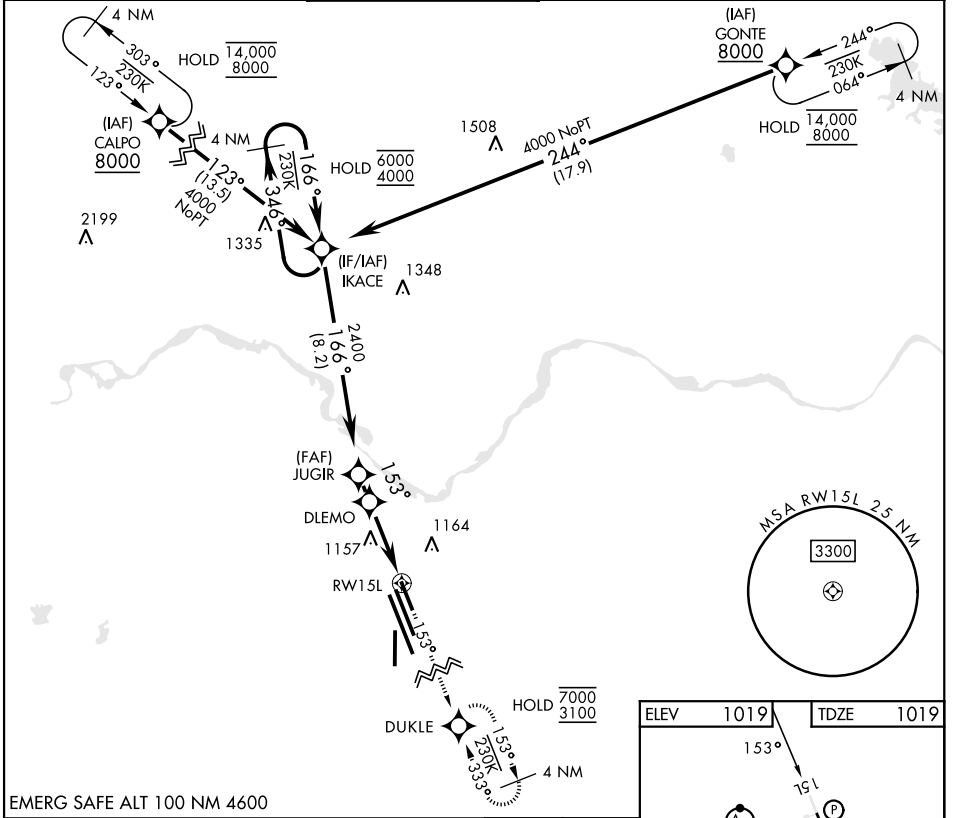 4 NM
303°
230K
123°
HOLD 14,000
8000
(IAF)
CALPO
8000
123°
(13.5)
4000
NoPT
4 NM
166°
230K
346°
HOLD 6000
4000
(IF/IAF)
IKACE
(IAF)
GONTE
8000
244°
230K
064°
4 NM
HOLD 14,000
8000
4000 NoPT
244°
(17.9)
1508
2199
1335
1348
2400
166°
(8.2)
(FAF)
JUGIR
153°
DLEMO
1157
1164
RW15L
153°
MSA RW15L 25 NM
3300
DUKLE
HOLD 7000
3100
153°
230K
333°
4 NM
EMERG SAFE ALT 100 NM 4600
ELEV 1019
TDZE 1019
153°
15L
P